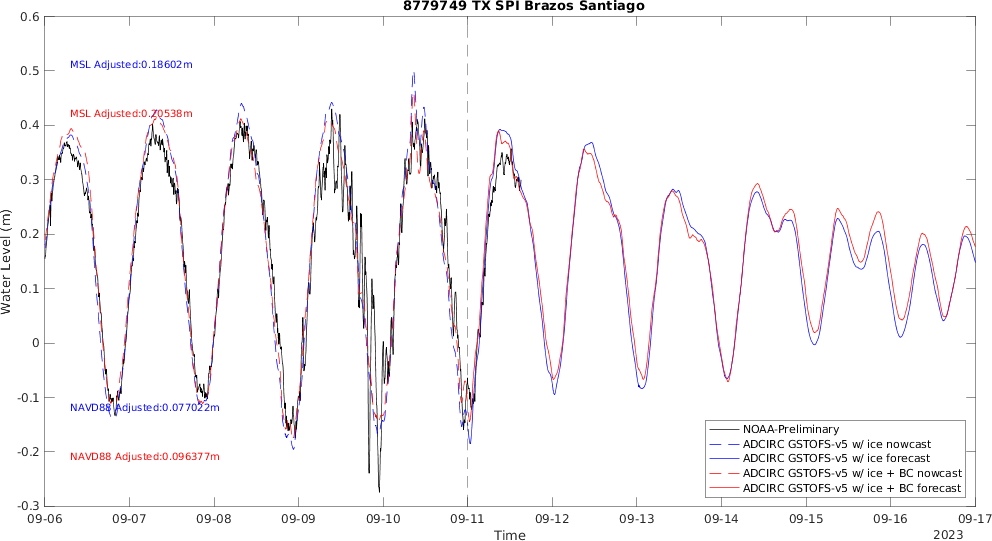 8779749 TX SPI Brazos Santiago
0.6
0.5
0.4
0.3
0.2
0.1
0
-0.1
-0.2
-0.3
Water Level (m)
MSL Adjusted:0.18602m
MSL Adjusted:0.20538m
NAVD88 Adjusted:0.077022m
NAVD88 Adjusted:0.096377m
NOAA-Preliminary
ADCIRC GSTOFS-v5 w/ ice nowcast
ADCIRC GSTOFS-v5 w/ ice forecast
ADCIRC GSTOFS-v5 w/ ice + BC nowcast
ADCIRC GSTOFS-v5 w/ ice + BC forecast
09-06 09-07 09-08 09-09 09-10 09-11 09-12 09-13 09-14 09-15 09-16 09-17
Time
2023